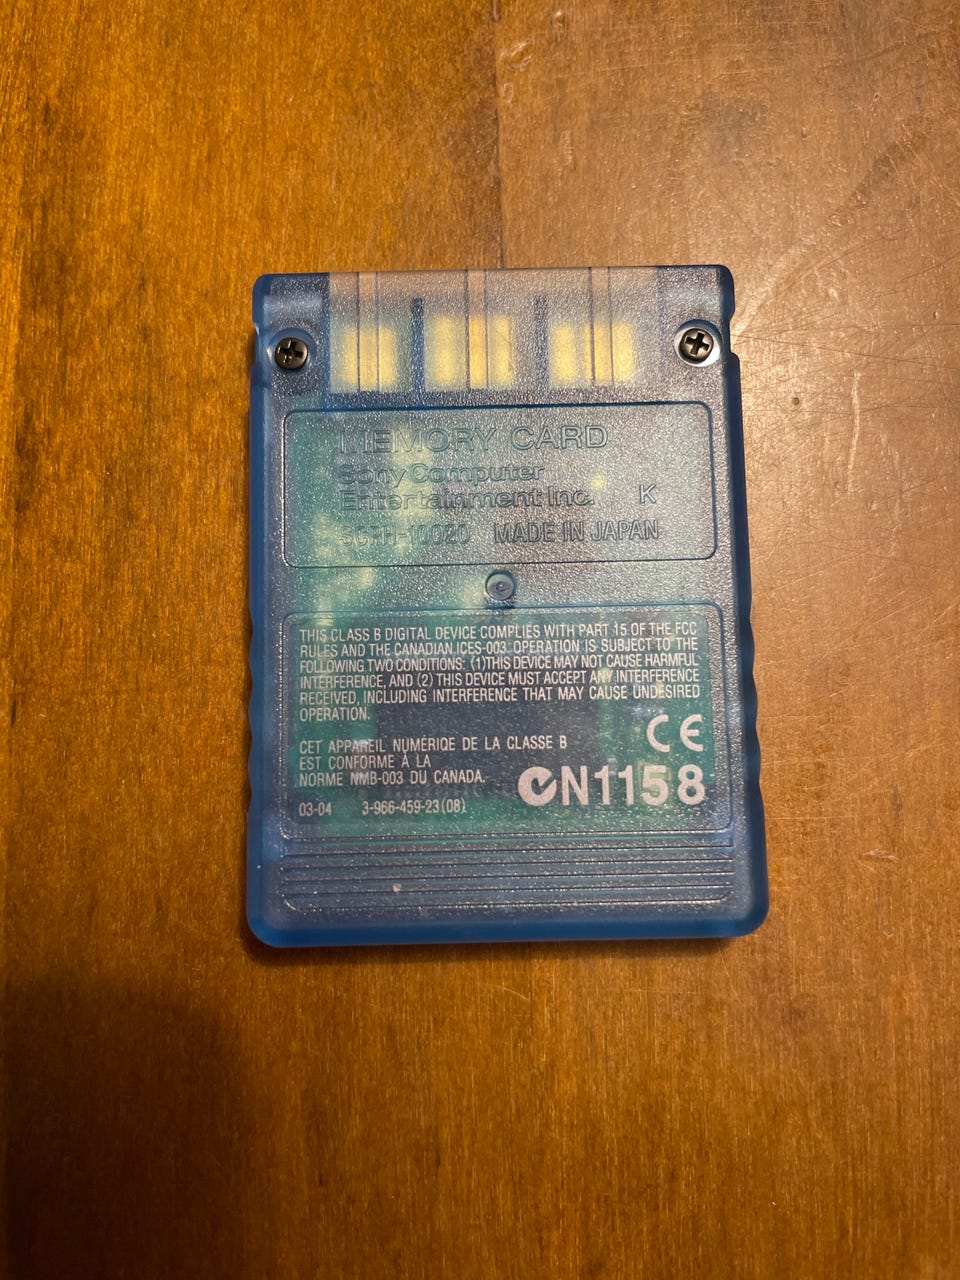 MEMORY CARD
Sony Computer
Entertainment Inc. K
SCPH-10020 MADE IN JAPAN
THIS CLASS B DIGITAL DEVICE COMPLIES WITH PART 15 OF THE FCC
RULES AND THE CANADIAN.ICES-003. OPERATION IS SUBJECT TO THE
FOLLOWING TWO CONDITIONS: (1)THIS DEVICE MAY NOT CAUSE HARMFUL
INTERFERENCE, AND (2) THIS DEVICE MUST ACCEPT ANY INTERFERENCE
RECEIVED, INCLUDING INTERFERENCE THAT MAY CAUSE UNDESIRED
OPERATION.
CE
CET APPAREIL NUMÉRIQE DE LA CLASSE B
EST CONFORME À LA
NORME NMB-003 DU CANADA.
N1158
03-04 3-966-459-23(08)